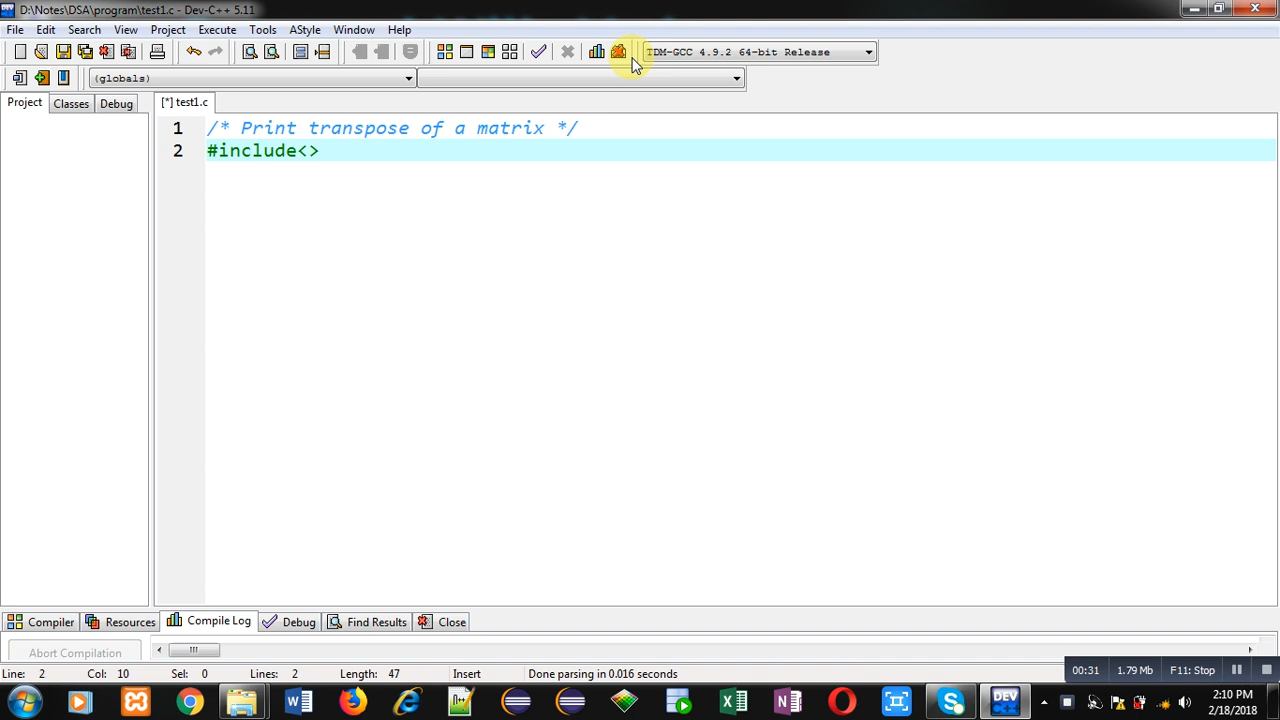 D:\Notes\DSA\program\test1.c - Dev-C++ 5.11
File Edit Search View Project Execute Tools AStyle Window Help
TDM-GCC 4.9.2 64-bit Release
(globals)
Project Classes Debug [*] test1.c
1 /* Print transpose of a matrix */
2 #include<>
Compiler Resources Compile Log Debug Find Results Close
Abort Compilation
Line: 2 Col: 10 Sel: 0 Lines: 2 Length: 47 Insert Done parsing in 0.016 seconds
00:31 1.79 Mb F11: Stop
DEV
2:10 PM
2/18/2018